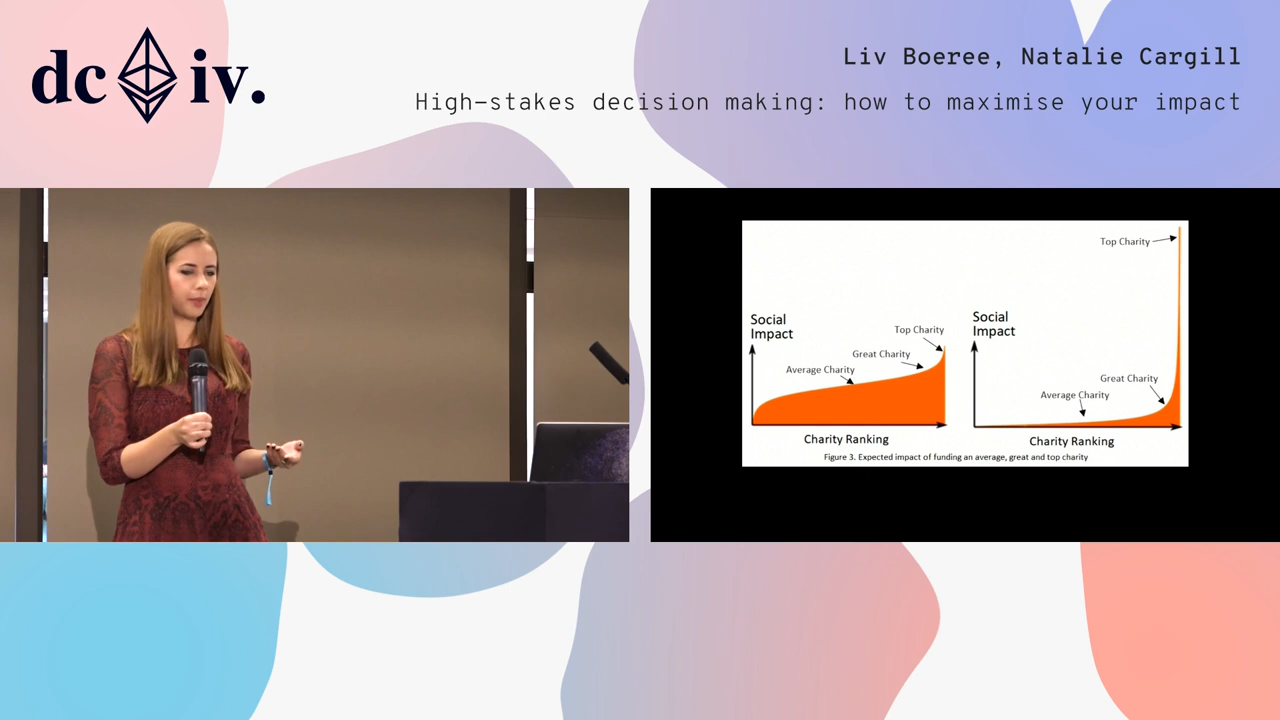 dc iv.
Liv Boeree, Natalie Cargill
High-stakes decision making: how to maximise your impact
Social
Impact
Top Charity
Great Charity
Average Charity
Charity Ranking
Social
Impact
Top Charity
Great Charity
Average Charity
Charity Ranking
Figure 3. Expected impact of funding an average, great and top charity